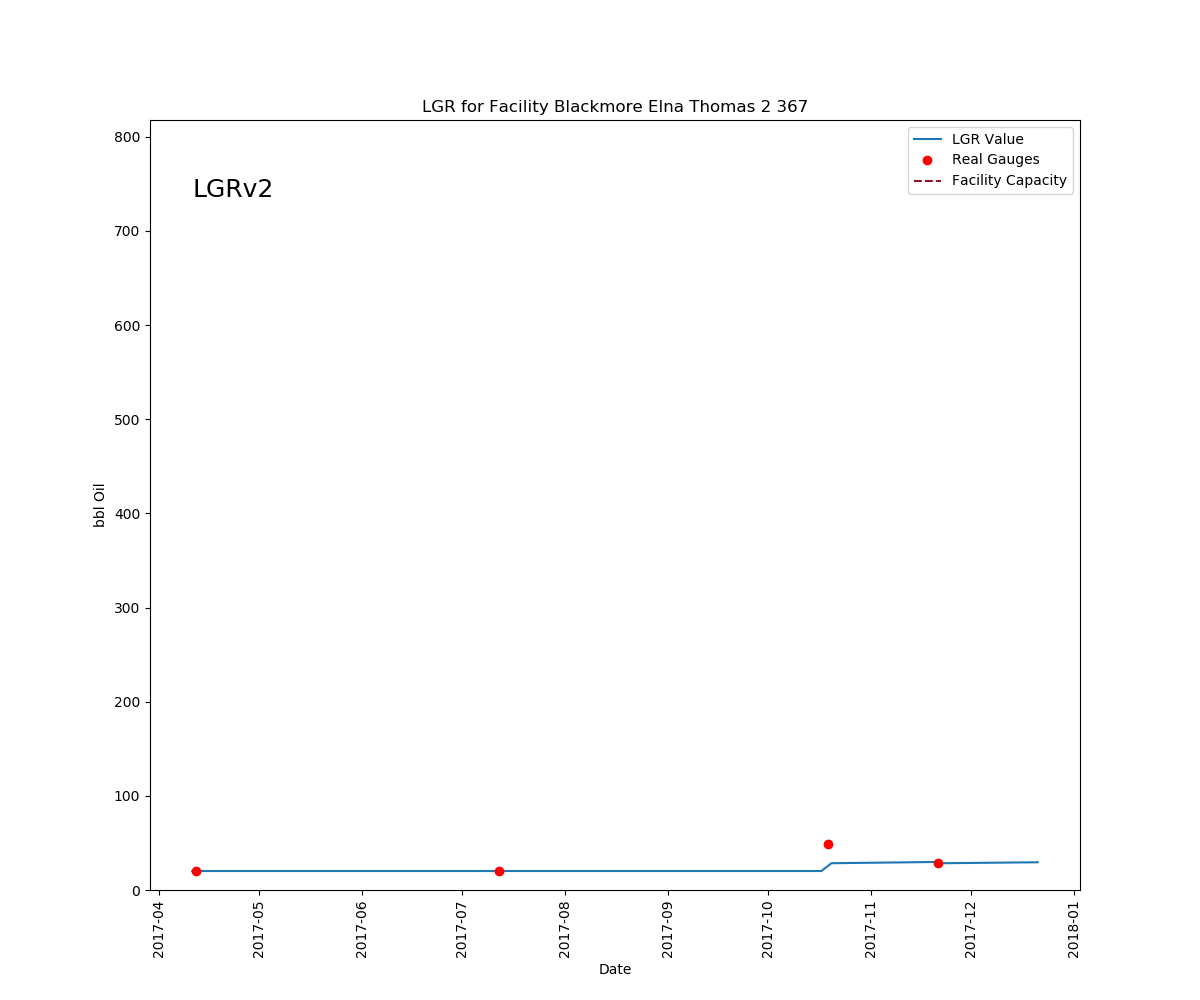 LGR for Facility Blackmore Elna Thomas 2 367
LGRv2
LGR Value
Real Gauges
Facility Capacity
800
700
600
500
400
300
200
100
0
bbl Oil
2017-04
2017-05
2017-06
2017-07
2017-08
2017-09
2017-10
2017-11
2017-12
2018-01
Date